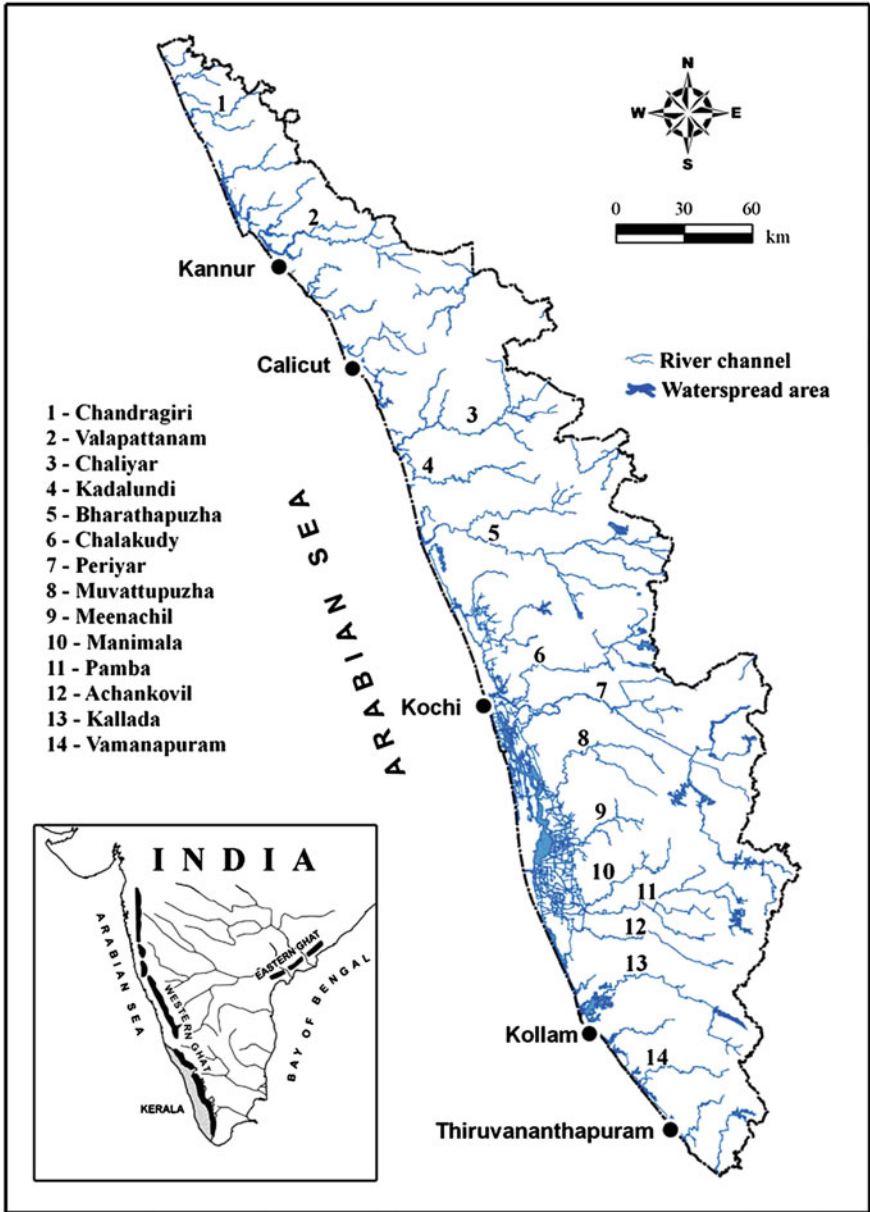 N
W E
S
0 30 60
km
1
2
Kannur
Calicut
River channel
Waterspread area
3
4
5
6
7
8
9
10
11
12
13
14
Kochi
Kollam
Thiruvananthapuram
ARABIAN SEA
1 - Chandragiri
2 - Valapattanam
3 - Chaliyar
4 - Kadalundi
5 - Bharathapuzha
6 - Chalakudy
7 - Periyar
8 - Muvattupuzha
9 - Meenachil
10 - Manimala
11 - Pamba
12 - Achankovil
13 - Kallada
14 - Vamanapuram
INDIA
ARABIAN SEA
WESTERN GHAT
EASTERN GHAT
BAY OF BENGAL
KERALA